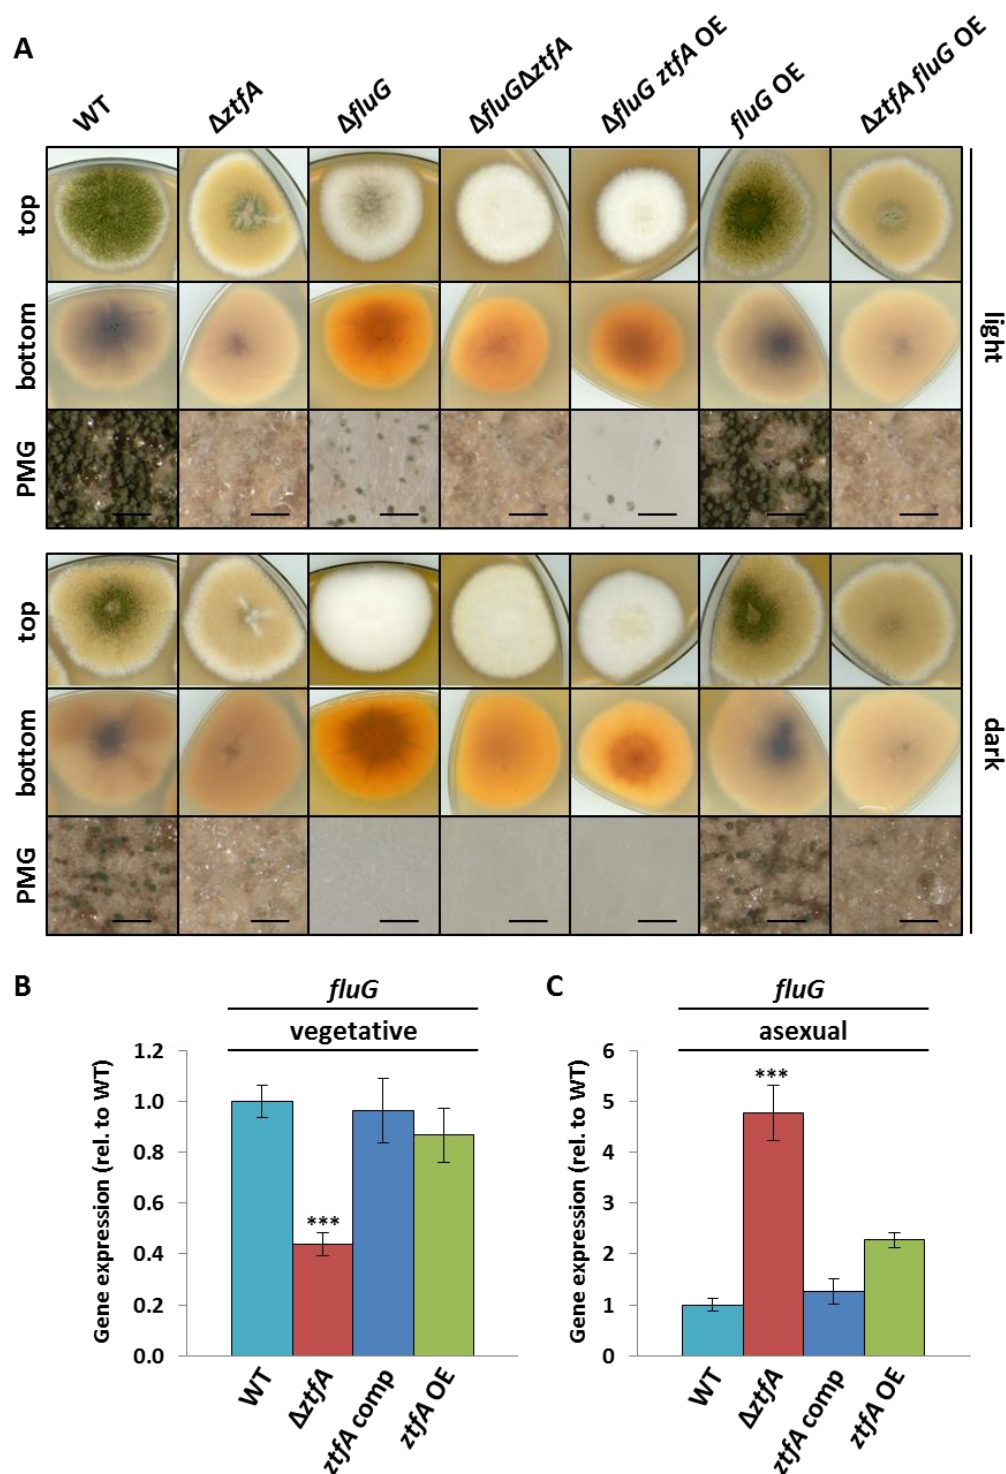 A
WT
ΔztfA
ΔfluG
ΔfluGΔztfA
ΔfluG ztfA OE
fluG OE
ΔztfA fluG OE
top
bottom
PMG
light
top
bottom
PMG
dark
B
fluG
vegetative
Gene expression (rel. to WT)
1.2
1.0
0.8
0.6
0.4
0.2
0.0
***
WT
ΔztfA
ztfA comp
ztfA OE
C
fluG
asexual
Gene expression (rel. to WT)
6
5
4
3
2
1
0
***
WT
ΔztfA
ztfA comp
ztfA OE